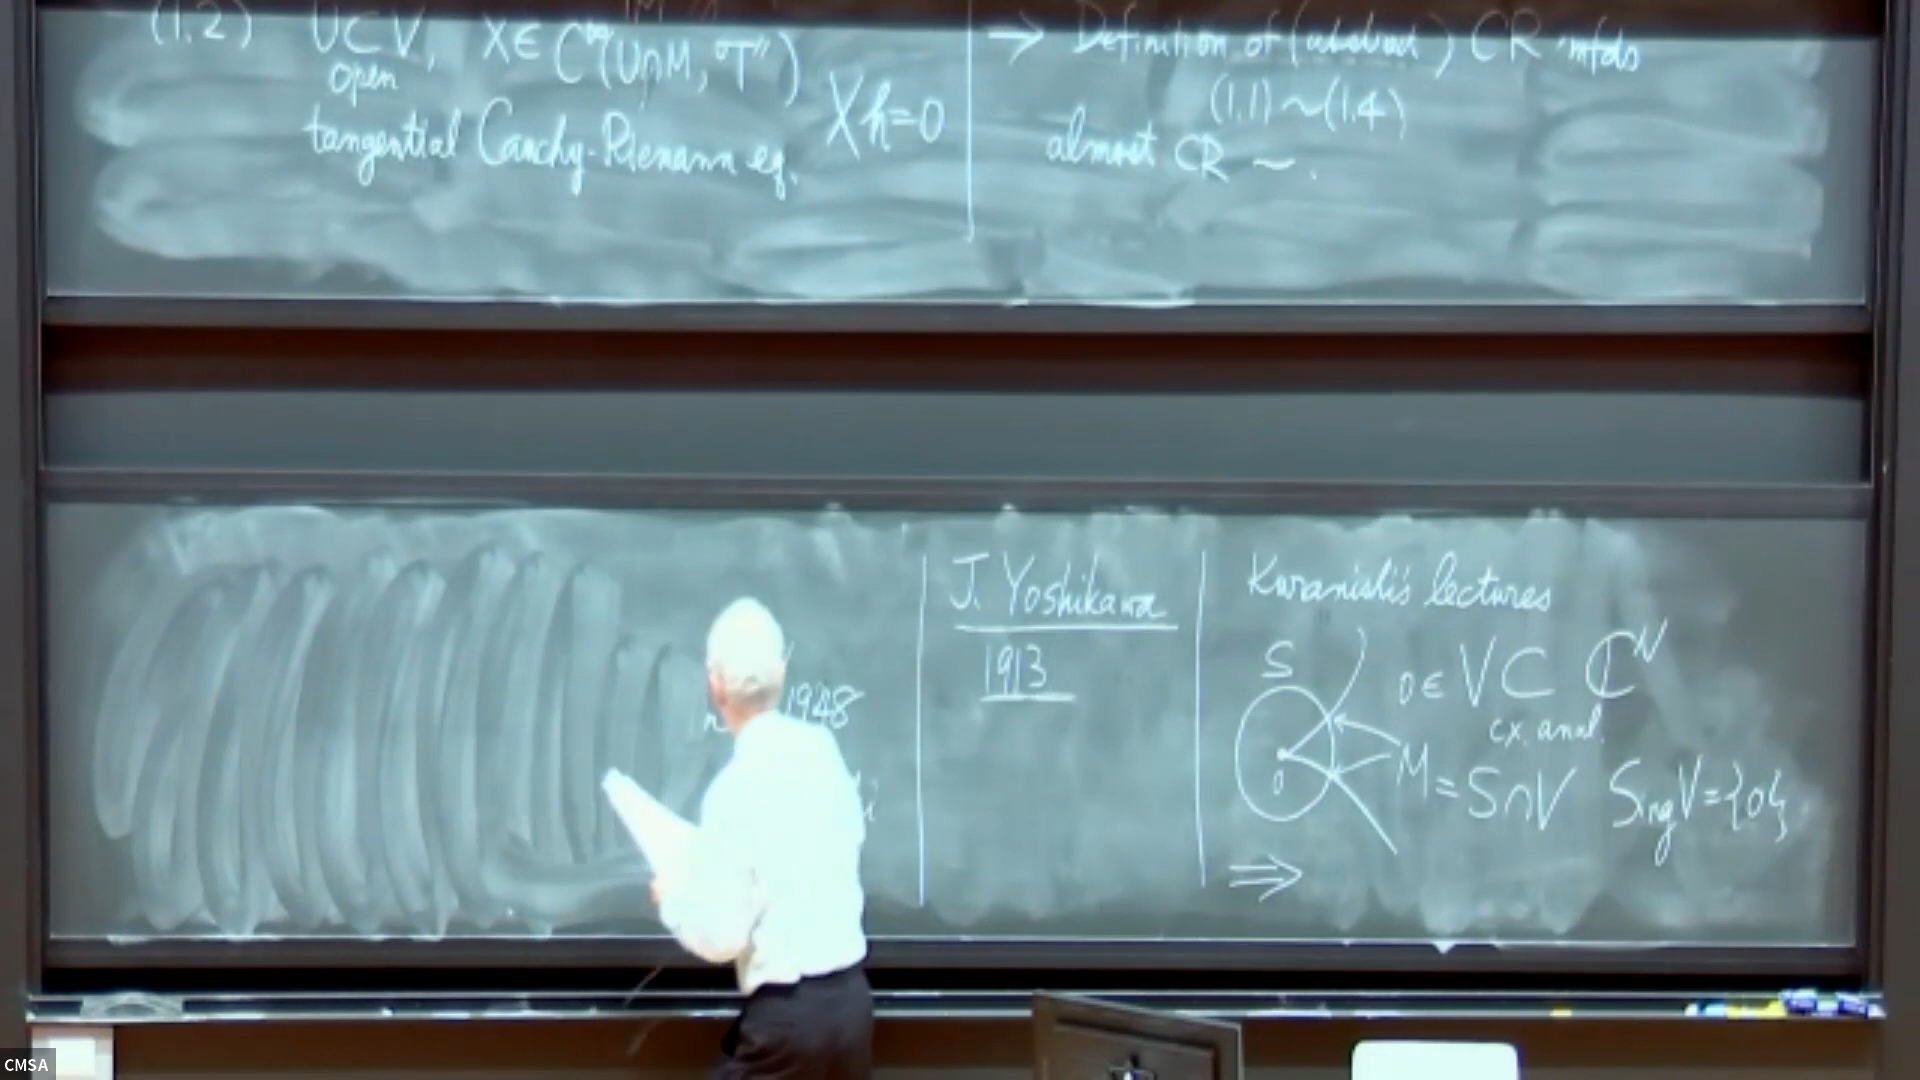 (1.2) U⊂V, X∈C^∞(U∩M, °T″)
open
Xh=0
tangential Cauchy-Riemann eq.
⇒ Definition of (abstract) CR mfds
(1.1)~(1.4)
almost CR ~.
1948
J. Yoshikawa
1913
Kuranishi's lectures
S
0∈ V⊂ ℂ^N
cx. anal.
0
M=S∩V Sing V={0}
⇒
CMSA